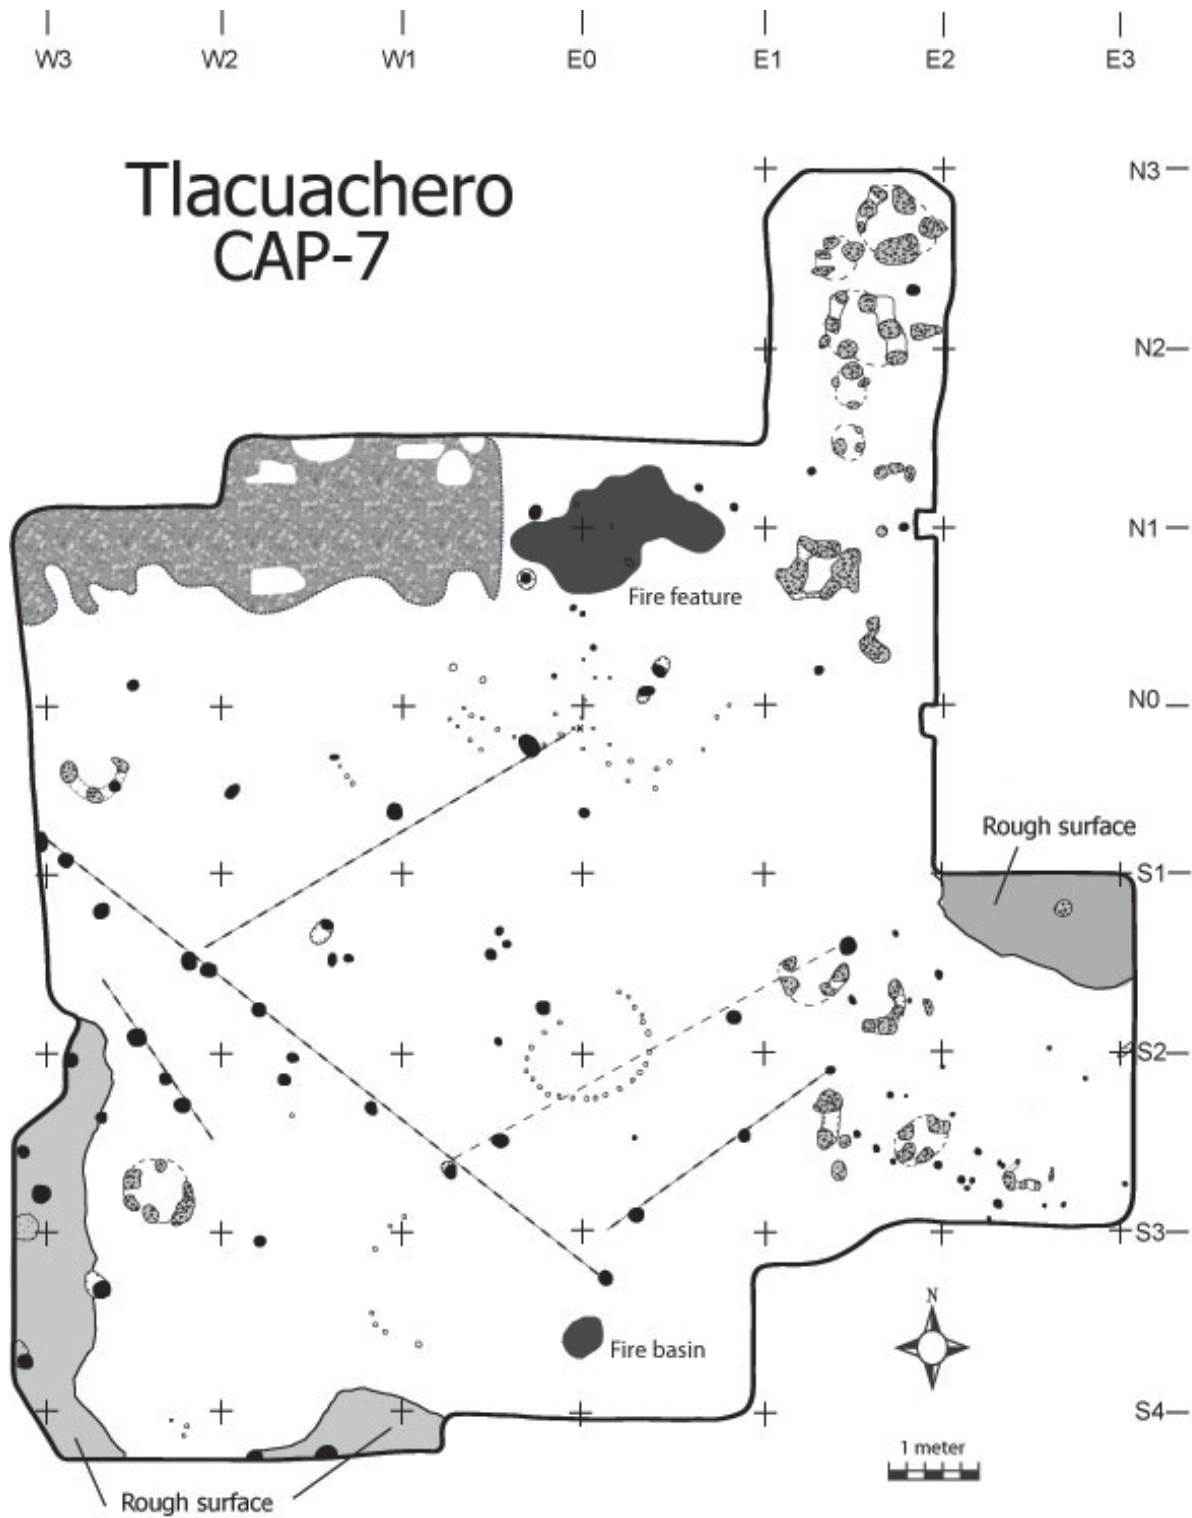 W3 W2 W1 E0 E1 E2 E3
Tlacuachero
CAP-7
N3
N2
N1
Fire feature
N0
Rough surface
S1
S2
S3
N
Fire basin
S4
1 meter
Rough surface